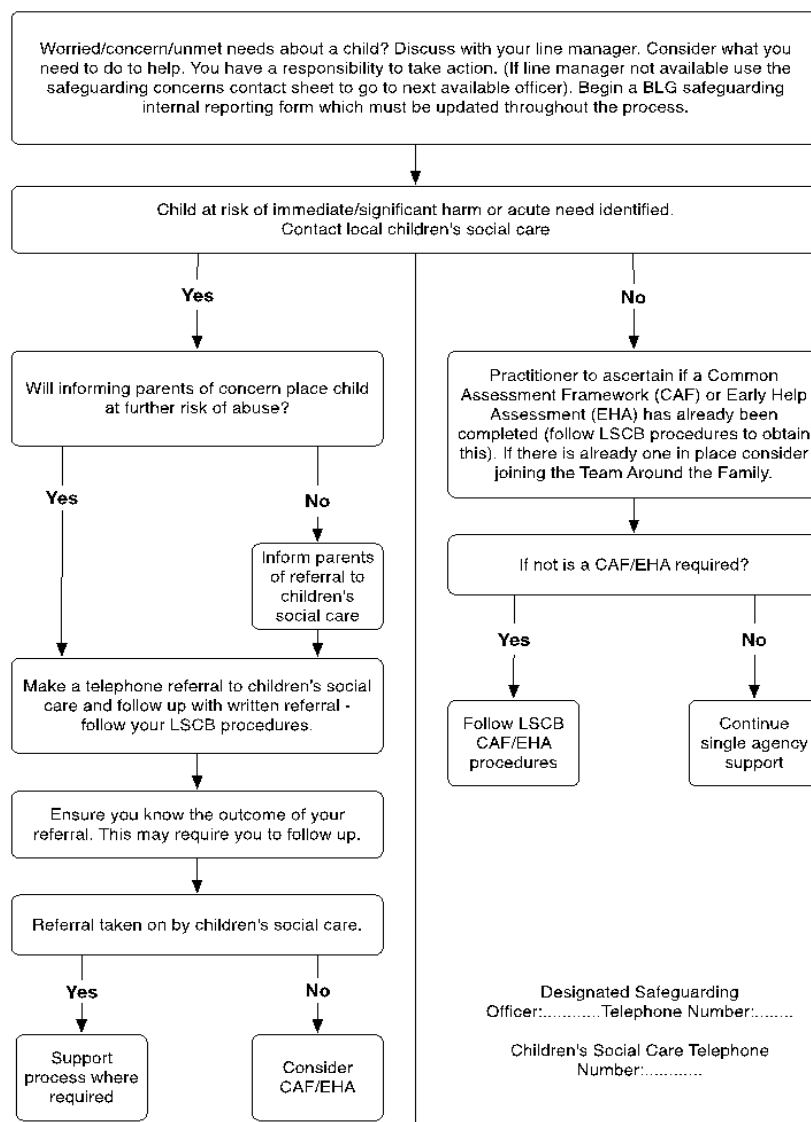 Worried/concern/unmet needs about a child? Discuss with your line manager. Consider what you
need to do to help. You have a responsibility to take action. (If line manager not available use the
safeguarding concerns contact sheet to go to next available officer). Begin a BLG safeguarding
internal reporting form which must be updated throughout the process.
Child at risk of immediate/significant harm or acute need identified.
Contact local children's social care
Yes
No
Will informing parents of concern place child
at further risk of abuse?
Yes
No
Inform parents
of referral to
children's
social care
Make a telephone referral to children's social
care and follow up with written referral -
follow your LSCB procedures.
Ensure you know the outcome of your
referral. This may require you to follow up.
Referral taken on by children's social care.
Yes
No
Support
process where
required
Consider
CAF/EHA
Practitioner to ascertain if a Common
Assessment Framework (CAF) or Early Help
Assessment (EHA) has already been
completed (follow LSCB procedures to obtain
this). If there is already one in place consider
joining the Team Around the Family.
If not is a CAF/EHA required?
Yes
No
Follow LSCB
CAF/EHA
procedures
Continue
single agency
support
Designated Safeguarding
Officer:............Telephone Number:........
Children's Social Care Telephone
Number:............